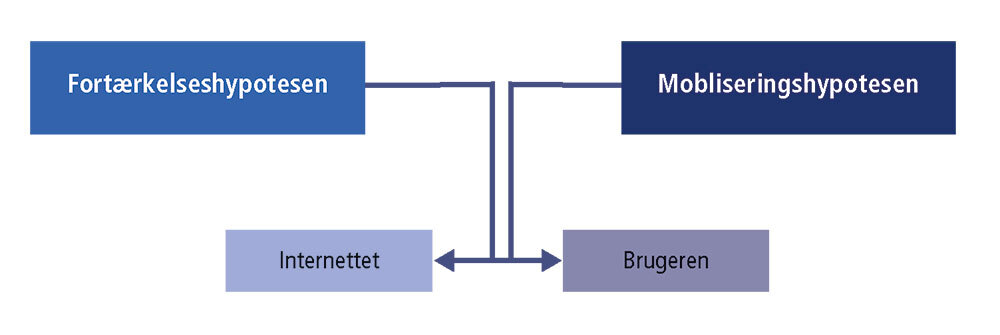 Fortærkelseshypotesen
Mobliseringshypotesen
Internettet
Brugeren